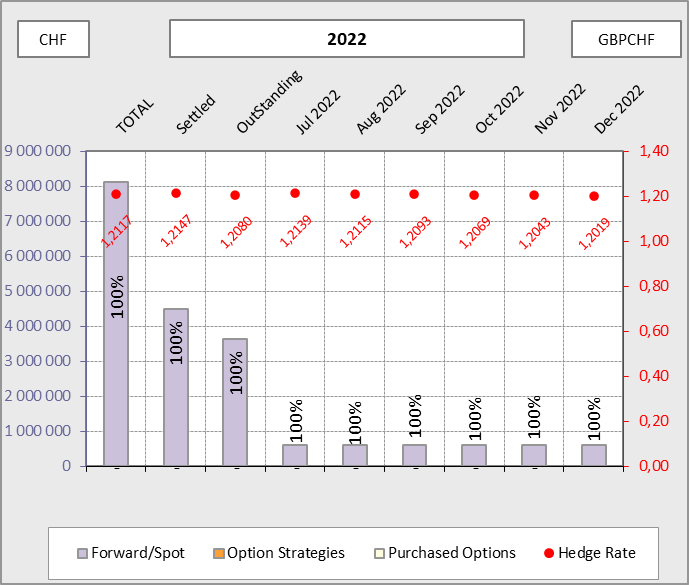 CHF
2022
GBPCHF
TOTAL
Settled
OutStanding
Jul 2022
Aug 2022
Sep 2022
Oct 2022
Nov 2022
Dec 2022
9 000 000
8 000 000
7 000 000
6 000 000
5 000 000
4 000 000
3 000 000
2 000 000
1 000 000
0
1,2117
1,2147
1,2080
1,2139
1,2115
1,2093
1,2069
1,2043
1,2019
100%
100%
100%
100%
100%
100%
100%
100%
100%
1,40
1,20
1,00
0,80
0,60
0,40
0,20
0,00
Forward/Spot
Option Strategies
Purchased Options
Hedge Rate